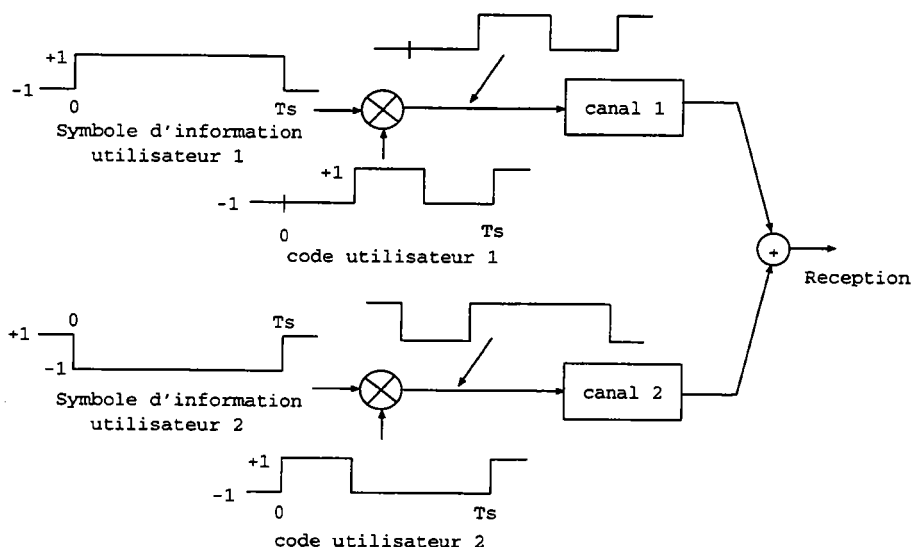 +1
-1
0
Ts
Symbole d'information
utilisateur 1
canal 1
+1
-1
0
Ts
code utilisateur 1
+
Reception
0
Ts
+1
-1
Symbole d'information
utilisateur 2
canal 2
+1
-1
0
Ts
code utilisateur 2